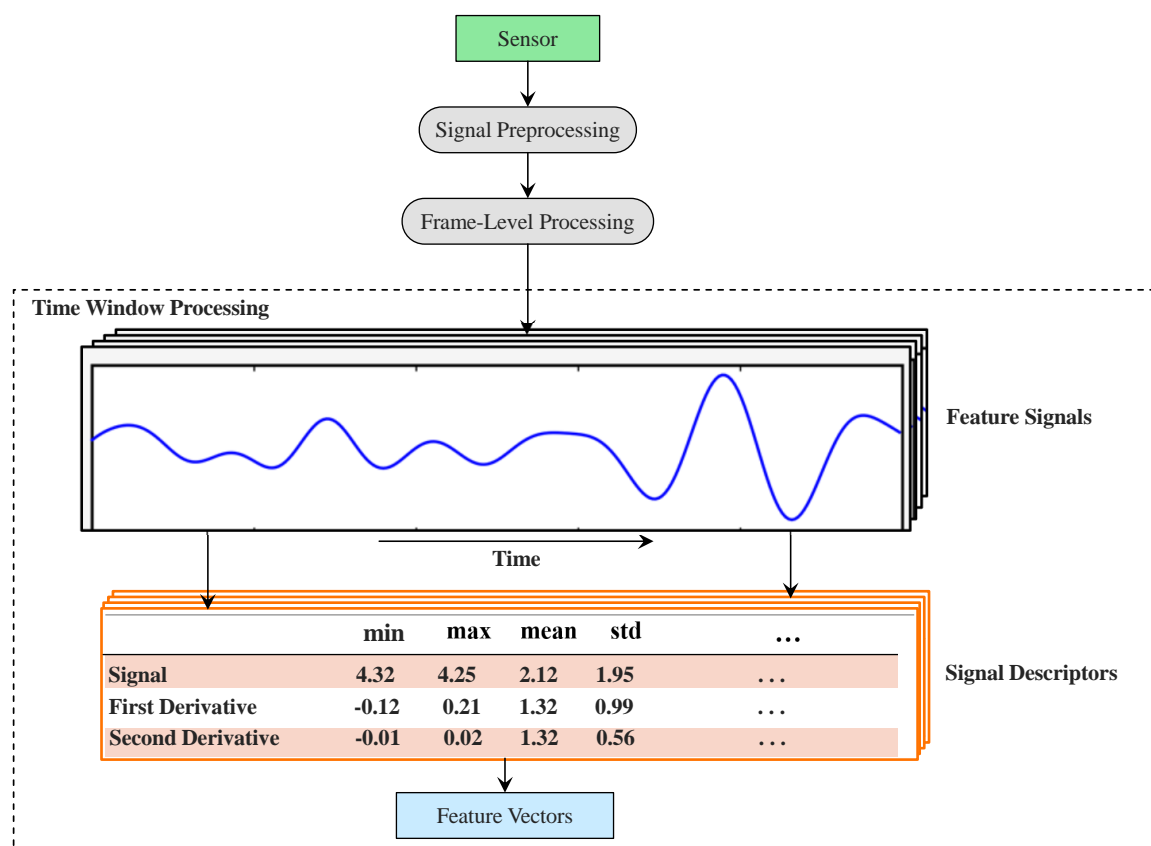 Sensor
Signal Preprocessing
Frame-Level Processing
Time Window Processing
Feature Signals
Time
min max mean std ...
Signal 4.32 4.25 2.12 1.95 ...
Signal Descriptors
First Derivative -0.12 0.21 1.32 0.99 ...
Second Derivative -0.01 0.02 1.32 0.56 ...
Feature Vectors